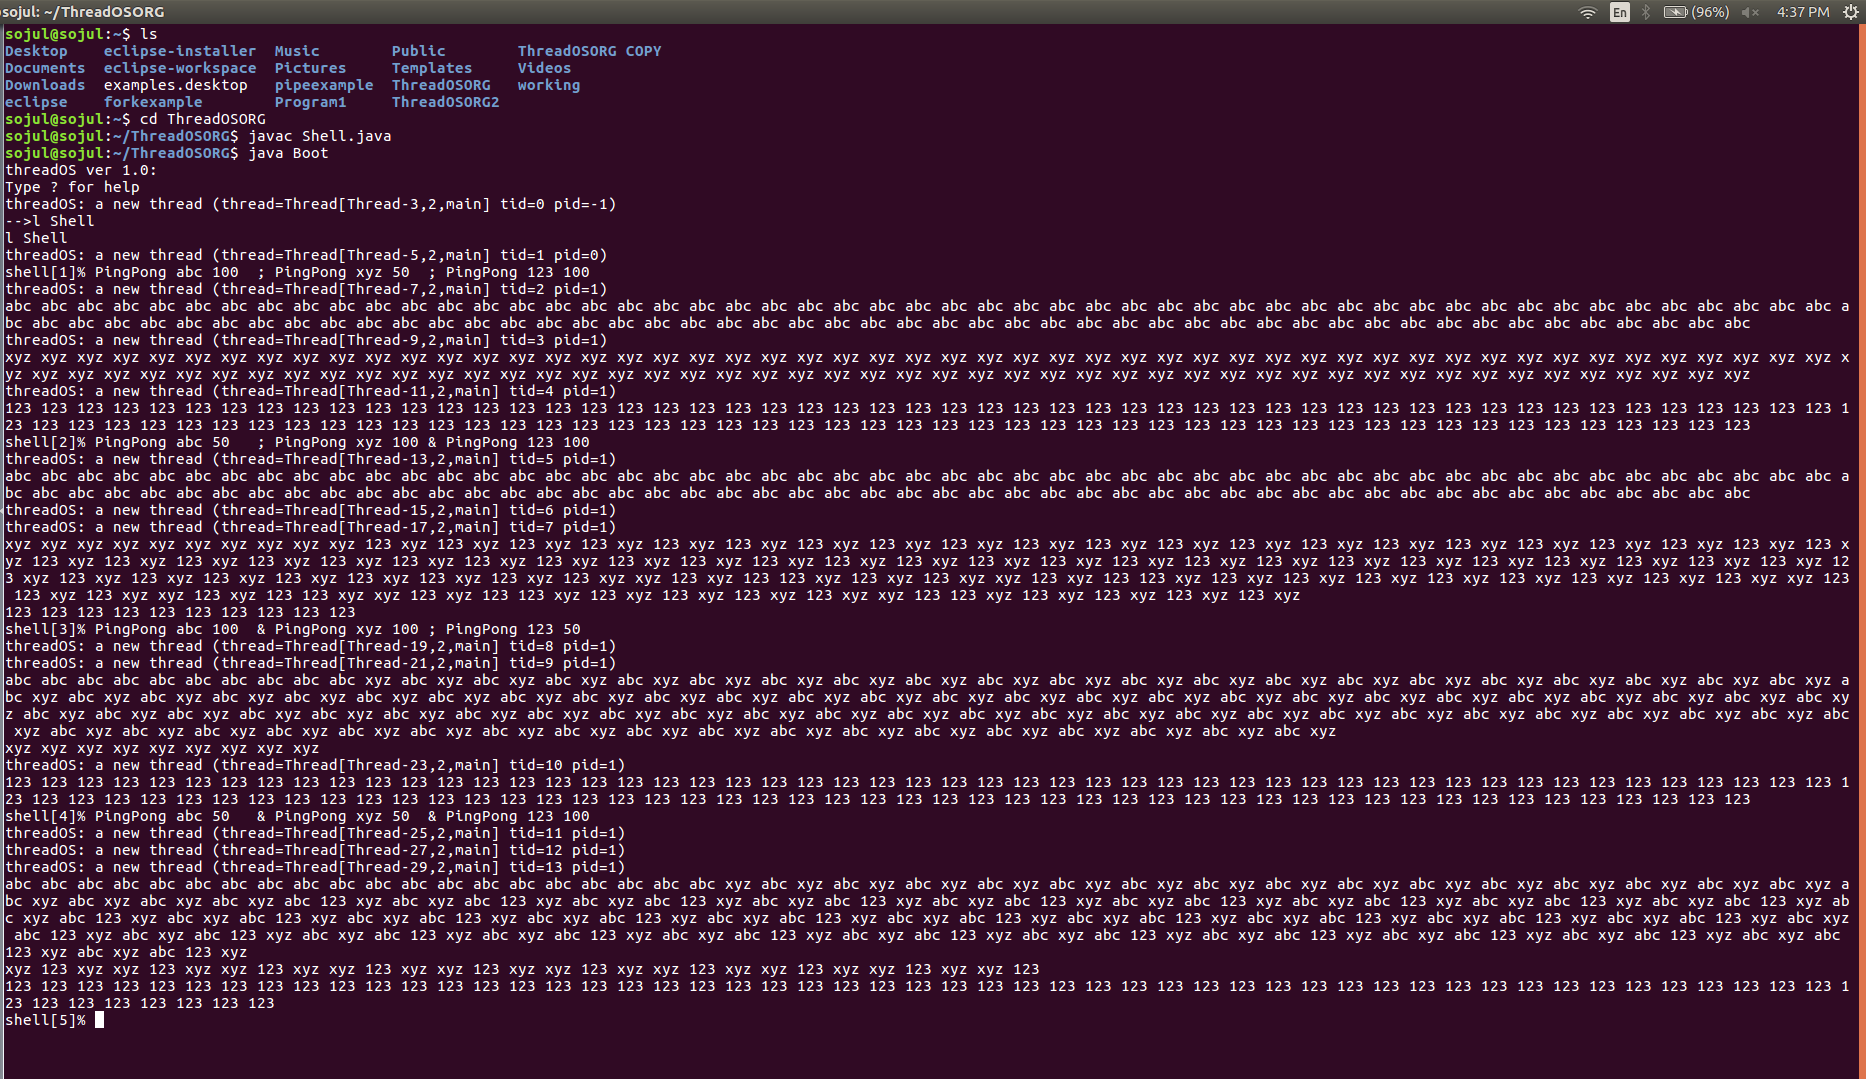 sojul: ~/ThreadOSORG
En (96%) 4:37 PM
sojul@sojul:~$ ls
Desktop    eclipse-installer  Music        Public        ThreadOSORG COPY
Documents  eclipse-workspace  Pictures     Templates     Videos
Downloads  examples.desktop   pipeexample  ThreadOSORG   working
eclipse    forkexample        Program1     ThreadOSORG2
sojul@sojul:~$ cd ThreadOSORG
sojul@sojul:~/ThreadOSORG$ javac Shell.java
sojul@sojul:~/ThreadOSORG$ java Boot
threadOS ver 1.0:
Type ? for help
threadOS: a new thread (thread=Thread[Thread-3,2,main] tid=0 pid=-1)
-->l Shell
l Shell
threadOS: a new thread (thread=Thread[Thread-5,2,main] tid=1 pid=0)
shell[1]% PingPong abc 100  ; PingPong xyz 50  ; PingPong 123 100
threadOS: a new thread (thread=Thread[Thread-7,2,main] tid=2 pid=1)
abc abc abc abc abc abc abc abc abc abc abc abc abc abc abc abc abc abc abc abc abc abc abc abc abc abc abc abc abc abc abc abc abc abc abc abc abc abc abc abc abc abc abc abc abc abc abc abc abc abc abc a
bc abc abc abc abc abc abc abc abc abc abc abc abc abc abc abc abc abc abc abc abc abc abc abc abc abc abc abc abc abc abc abc abc abc abc abc abc abc abc abc abc abc abc abc abc abc abc abc abc
threadOS: a new thread (thread=Thread[Thread-9,2,main] tid=3 pid=1)
xyz xyz xyz xyz xyz xyz xyz xyz xyz xyz xyz xyz xyz xyz xyz xyz xyz xyz xyz xyz xyz xyz xyz xyz xyz xyz xyz xyz xyz xyz xyz xyz xyz xyz xyz xyz xyz xyz xyz xyz xyz xyz xyz xyz xyz xyz xyz xyz xyz xyz xyz x
yz xyz xyz xyz xyz xyz xyz xyz xyz xyz xyz xyz xyz xyz xyz xyz xyz xyz xyz xyz xyz xyz xyz xyz xyz xyz xyz xyz xyz xyz xyz xyz xyz xyz xyz xyz xyz xyz xyz xyz xyz xyz xyz xyz xyz xyz xyz xyz xyz
threadOS: a new thread (thread=Thread[Thread-11,2,main] tid=4 pid=1)
123 123 123 123 123 123 123 123 123 123 123 123 123 123 123 123 123 123 123 123 123 123 123 123 123 123 123 123 123 123 123 123 123 123 123 123 123 123 123 123 123 123 123 123 123 123 123 123 123 123 123 1
23 123 123 123 123 123 123 123 123 123 123 123 123 123 123 123 123 123 123 123 123 123 123 123 123 123 123 123 123 123 123 123 123 123 123 123 123 123 123 123 123 123 123 123 123 123 123 123 123
shell[2]% PingPong abc 50   ; PingPong xyz 100 & PingPong 123 100
threadOS: a new thread (thread=Thread[Thread-13,2,main] tid=5 pid=1)
abc abc abc abc abc abc abc abc abc abc abc abc abc abc abc abc abc abc abc abc abc abc abc abc abc abc abc abc abc abc abc abc abc abc abc abc abc abc abc abc abc abc abc abc abc abc abc abc abc abc abc a
bc abc abc abc abc abc abc abc abc abc abc abc abc abc abc abc abc abc abc abc abc abc abc abc abc abc abc abc abc abc abc abc abc abc abc abc abc abc abc abc abc abc abc abc abc abc abc abc abc
threadOS: a new thread (thread=Thread[Thread-15,2,main] tid=6 pid=1)
threadOS: a new thread (thread=Thread[Thread-17,2,main] tid=7 pid=1)
xyz xyz xyz xyz xyz xyz xyz xyz xyz xyz 123 xyz 123 xyz 123 xyz 123 xyz 123 xyz 123 xyz 123 xyz 123 xyz 123 xyz 123 xyz 123 xyz 123 xyz 123 xyz 123 xyz 123 xyz 123 xyz 123 xyz 123 xyz 123 xyz 123 xyz 123 x
yz 123 xyz 123 xyz 123 xyz 123 xyz 123 xyz 123 xyz 123 xyz 123 xyz 123 xyz 123 xyz 123 xyz 123 xyz 123 xyz 123 xyz 123 xyz 123 xyz 123 xyz 123 xyz 123 xyz 123 xyz 123 xyz 123 xyz 123 xyz 123 xyz 123 xyz 12
3 xyz 123 xyz 123 xyz 123 xyz 123 xyz 123 xyz 123 xyz 123 xyz 123 xyz 123 xyz 123 123 xyz 123 xyz 123 xyz xyz 123 xyz 123 xyz 123 xyz 123 xyz 123 xyz 123 xyz 123 xyz 123 xyz 123 xyz 123 xyz 123 xyz xyz 123
 123 xyz 123 xyz xyz 123 123 xyz 123 xyz xyz 123 xyz 123 123 xyz 123 xyz 123 xyz 123 xyz 123 xyz xyz 123 123 xyz 123 xyz 123 xyz 123 xyz 123 xyz
123 123 123 123 123 123 123 123 123 123
shell[3]% PingPong abc 100  & PingPong xyz 100 ; PingPong 123 50
threadOS: a new thread (thread=Thread[Thread-19,2,main] tid=8 pid=1)
threadOS: a new thread (thread=Thread[Thread-21,2,main] tid=9 pid=1)
abc abc abc abc abc abc abc abc abc abc xyz abc xyz abc xyz abc xyz abc xyz abc xyz abc xyz abc xyz abc xyz abc xyz abc xyz abc xyz abc xyz abc xyz abc xyz abc xyz abc xyz abc xyz abc xyz abc xyz abc xyz a
bc xyz abc xyz abc xyz abc xyz abc xyz abc xyz abc xyz abc xyz abc xyz abc xyz abc xyz abc xyz abc xyz abc xyz abc xyz abc xyz abc xyz abc xyz abc xyz abc xyz abc xyz abc xyz abc xyz abc xyz abc xyz abc xy
z abc xyz abc xyz abc xyz abc xyz abc xyz abc xyz abc xyz abc xyz abc xyz abc xyz abc xyz abc xyz abc xyz abc xyz abc xyz abc xyz abc xyz abc xyz abc xyz abc xyz abc xyz abc xyz abc xyz abc xyz abc xyz abc
 xyz abc xyz abc xyz abc xyz abc xyz abc xyz abc xyz abc xyz abc xyz abc xyz abc xyz abc xyz abc xyz abc xyz abc xyz abc xyz abc xyz abc xyz abc xyz
xyz xyz xyz xyz xyz xyz xyz xyz xyz
threadOS: a new thread (thread=Thread[Thread-23,2,main] tid=10 pid=1)
123 123 123 123 123 123 123 123 123 123 123 123 123 123 123 123 123 123 123 123 123 123 123 123 123 123 123 123 123 123 123 123 123 123 123 123 123 123 123 123 123 123 123 123 123 123 123 123 123 123 123 1
23 123 123 123 123 123 123 123 123 123 123 123 123 123 123 123 123 123 123 123 123 123 123 123 123 123 123 123 123 123 123 123 123 123 123 123 123 123 123 123 123 123 123 123 123 123 123 123 123
shell[4]% PingPong abc 50   & PingPong xyz 50  & PingPong 123 100
threadOS: a new thread (thread=Thread[Thread-25,2,main] tid=11 pid=1)
threadOS: a new thread (thread=Thread[Thread-27,2,main] tid=12 pid=1)
threadOS: a new thread (thread=Thread[Thread-29,2,main] tid=13 pid=1)
abc abc abc abc abc abc abc abc abc abc abc abc abc abc abc abc abc abc abc abc xyz abc xyz abc xyz abc xyz abc xyz abc xyz abc xyz abc xyz abc xyz abc xyz abc xyz abc xyz abc xyz abc xyz abc xyz abc xyz a
bc xyz abc xyz abc xyz abc xyz abc 123 xyz abc xyz abc 123 xyz abc xyz abc 123 xyz abc xyz abc 123 xyz abc xyz abc 123 xyz abc xyz abc 123 xyz abc xyz abc 123 xyz abc xyz abc 123 xyz abc xyz abc 123 xyz ab
c xyz abc 123 xyz abc xyz abc 123 xyz abc xyz abc 123 xyz abc xyz abc 123 xyz abc xyz abc 123 xyz abc xyz abc 123 xyz abc xyz abc 123 xyz abc xyz abc 123 xyz abc xyz abc 123 xyz abc xyz abc 123 xyz abc xyz
 abc 123 xyz abc xyz abc 123 xyz abc xyz abc 123 xyz abc xyz abc 123 xyz abc xyz abc 123 xyz abc xyz abc 123 xyz abc xyz abc 123 xyz abc xyz abc 123 xyz abc xyz abc 123 xyz abc xyz abc 123 xyz abc xyz abc
123 xyz abc xyz abc 123 xyz
xyz 123 xyz xyz 123 xyz xyz 123 xyz xyz 123 xyz xyz 123 xyz xyz 123 xyz xyz 123 xyz xyz 123 xyz xyz 123 xyz xyz 123
123 123 123 123 123 123 123 123 123 123 123 123 123 123 123 123 123 123 123 123 123 123 123 123 123 123 123 123 123 123 123 123 123 123 123 123 123 123 123 123 123 123 123 123 123 123 123 123 123 123 123 1
23 123 123 123 123 123 123 123
shell[5]%